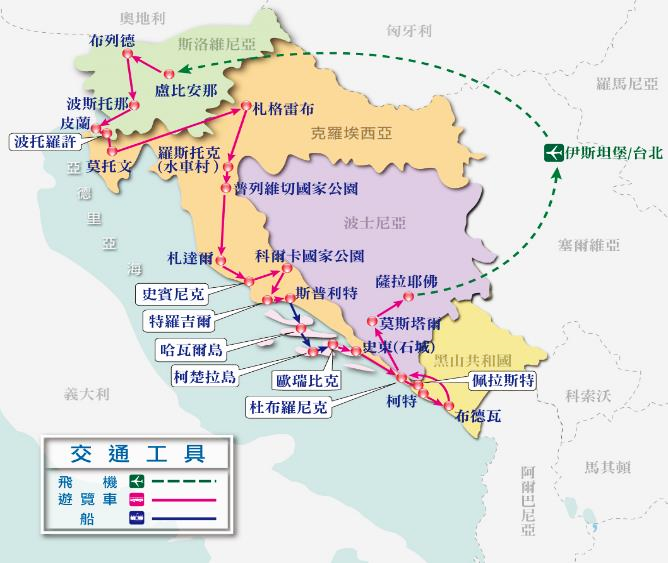 奧地利
匈牙利
布列德
斯洛維尼亞
盧比安那
羅馬尼亞
波斯托那
皮蘭
札格雷布
克羅埃西亞
波托羅許
莫托文
羅斯托克
(水車村)
伊斯坦堡/台北
亞德里亞海
普列維切國家公園
波士尼亞
塞爾維亞
札達爾
科爾卡國家公園
薩拉耶佛
史賓尼克
斯普利特
特羅吉爾
莫斯塔爾
哈瓦爾島
史東(石城)
黑山共和國
柯楚拉島
歐瑞比克
佩拉斯特
義大利
杜布羅尼克
柯特
布德瓦
科索沃
交通工具
飛機
遊覽車
船
阿爾巴尼亞
馬其頓